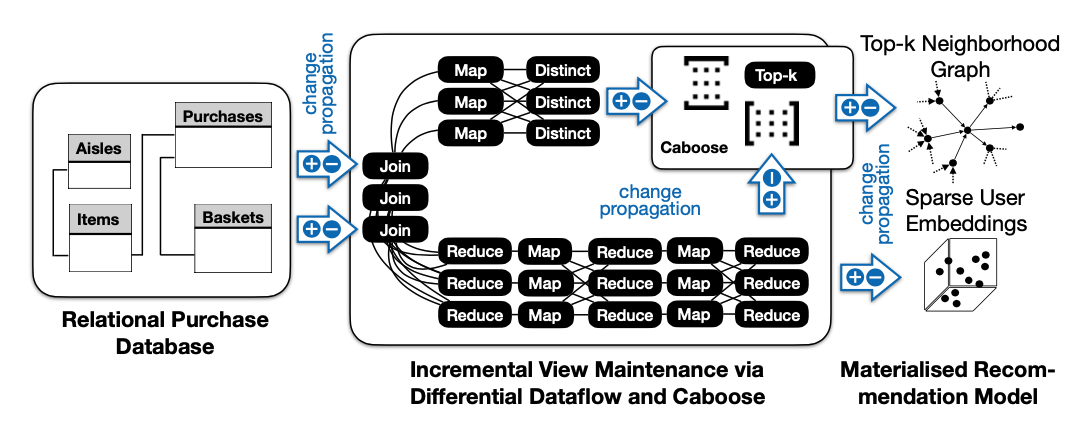 change
propagation
Purchases
Aisles
Items
Baskets
Relational Purchase
Database
Join
Join
Join
Map
Distinct
Map
Distinct
Map
Distinct
Top-k
Caboose
change
propagation
Reduce
Map
Reduce
Map
Reduce
Reduce
Map
Reduce
Map
Reduce
Reduce
Map
Reduce
Map
Reduce
Incremental View Maintenance via
Differential Dataflow and Caboose
change
propagation
Top-k Neighborhood
Graph
Sparse User
Embeddings
Materialised Recom-
mendation Model